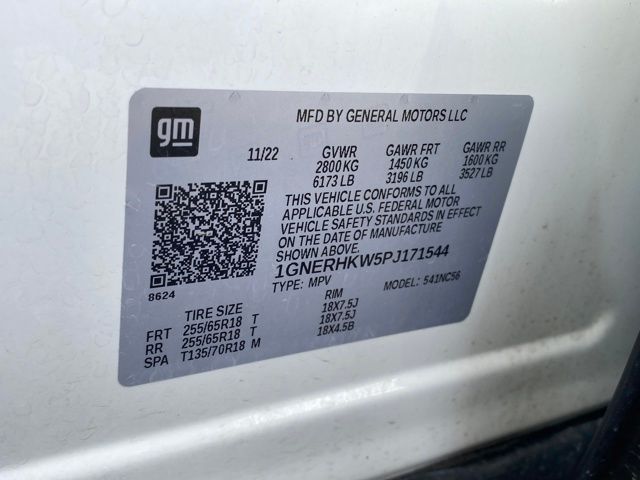 gm
MFD BY GENERAL MOTORS LLC
11/22 GVWR GAWR FRT GAWR RR
2800 KG 1450 KG 1600 KG
6173 LB 3196 LB 3527 LB
THIS VEHICLE CONFORMS TO ALL
APPLICABLE U.S. FEDERAL MOTOR
VEHICLE SAFETY STANDARDS IN EFFECT
ON THE DATE OF MANUFACTURE.
1GNERHKW5PJ171544
TYPE: MPV MODEL: 541NC56
8624
TIRE SIZE RIM
FRT 255/65R18 T 18X7.5J
RR 255/65R18 T 18X7.5J
SPA T135/70R18 M 18X4.5B